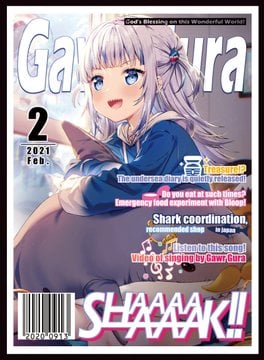 God's Blessing on this Wonderful World!
Gawr Gura
2
2021
Feb.
Treasure!?
The undersea diary is quietly released!
Do you eat at such times?
Emergency food experiment with Bloop!
Shark coordination,
recommended shop in Japan
Listen to this song!
Video of singing by Gawr Gura
SHAAAAAAAAK!!
2020 0913